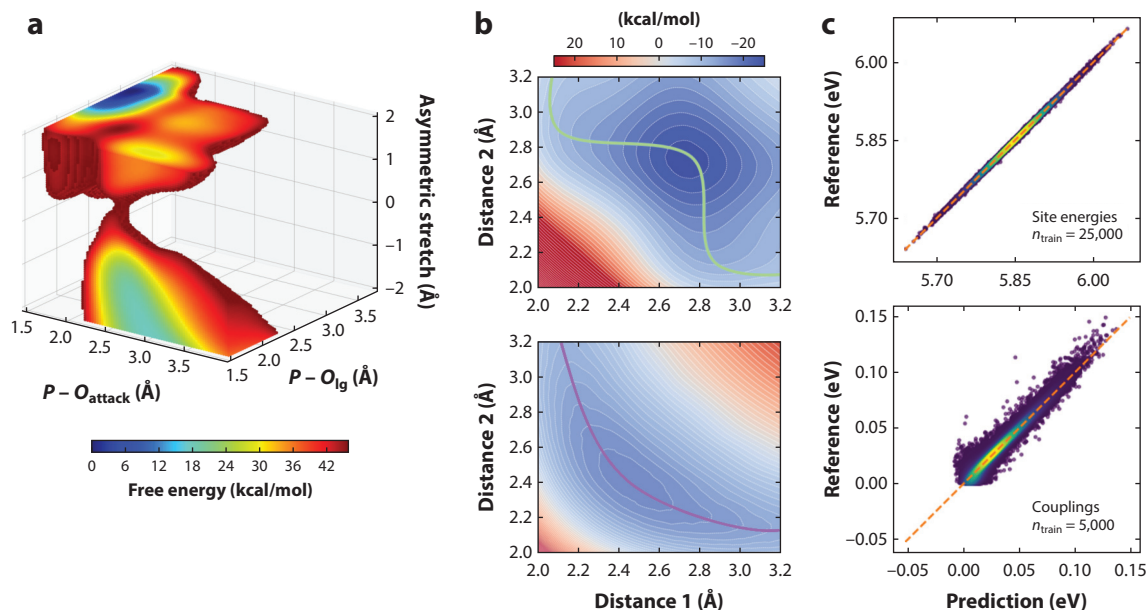 a
2
1
0
−1
−2
Asymmetric stretch (Å)
1.5
2.0
2.5
3.0
3.5
P – Oattack (Å)
1.5
2.0
2.5
3.0
3.5
P – Olg (Å)
0 6 12 18 24 30 36 42
Free energy (kcal/mol)
b
(kcal/mol)
20 10 0 −10 −20
3.2
3.0
2.8
2.6
2.4
2.2
2.0
Distance 2 (Å)
2.0 2.2 2.4 2.6 2.8 3.0 3.2
3.2
3.0
2.8
2.6
2.4
2.2
2.0
Distance 2 (Å)
2.0 2.2 2.4 2.6 2.8 3.0 3.2
Distance 1 (Å)
c
6.00
5.85
5.70
Reference (eV)
Site energies
ntrain = 25,000
5.70 5.85 6.00
0.15
0.10
0.05
0.00
−0.05
Reference (eV)
Couplings
ntrain = 5,000
−0.05 0.00 0.05 0.10 0.15
Prediction (eV)